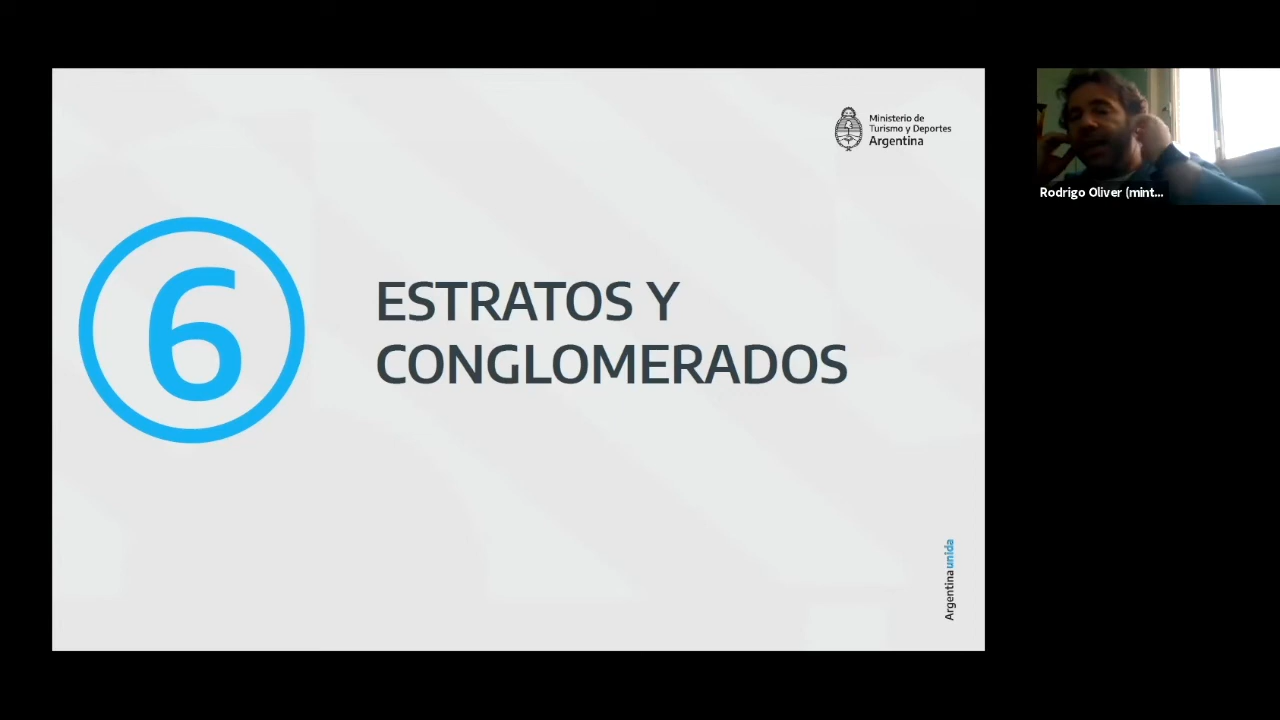 Ministerio de
Turismo y Deportes
Argentina
6
ESTRATOS Y
CONGLOMERADOS
Argentina unida
Rodrigo Oliver (mint...